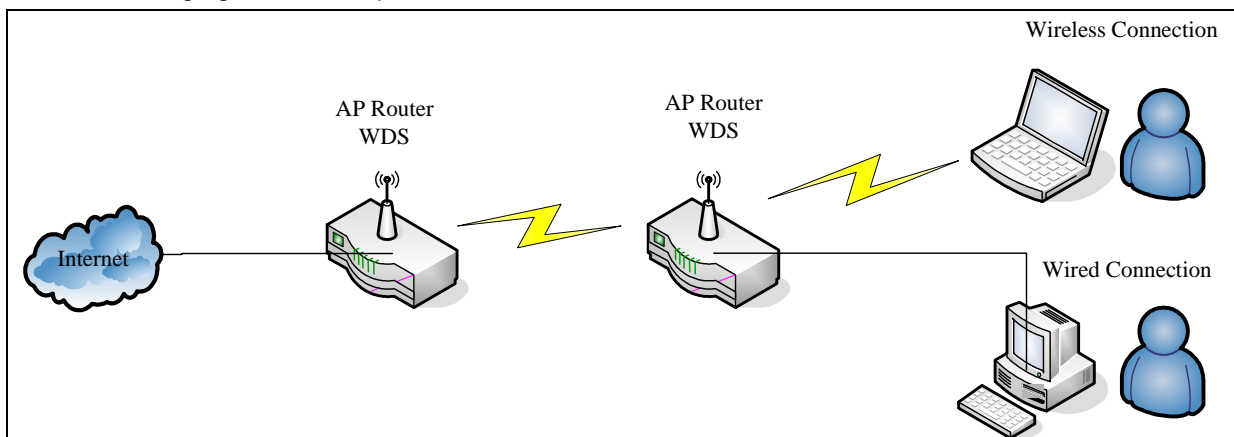 Wireless Connection
AP Router
WDS
AP Router
WDS
Internet
Wired Connection